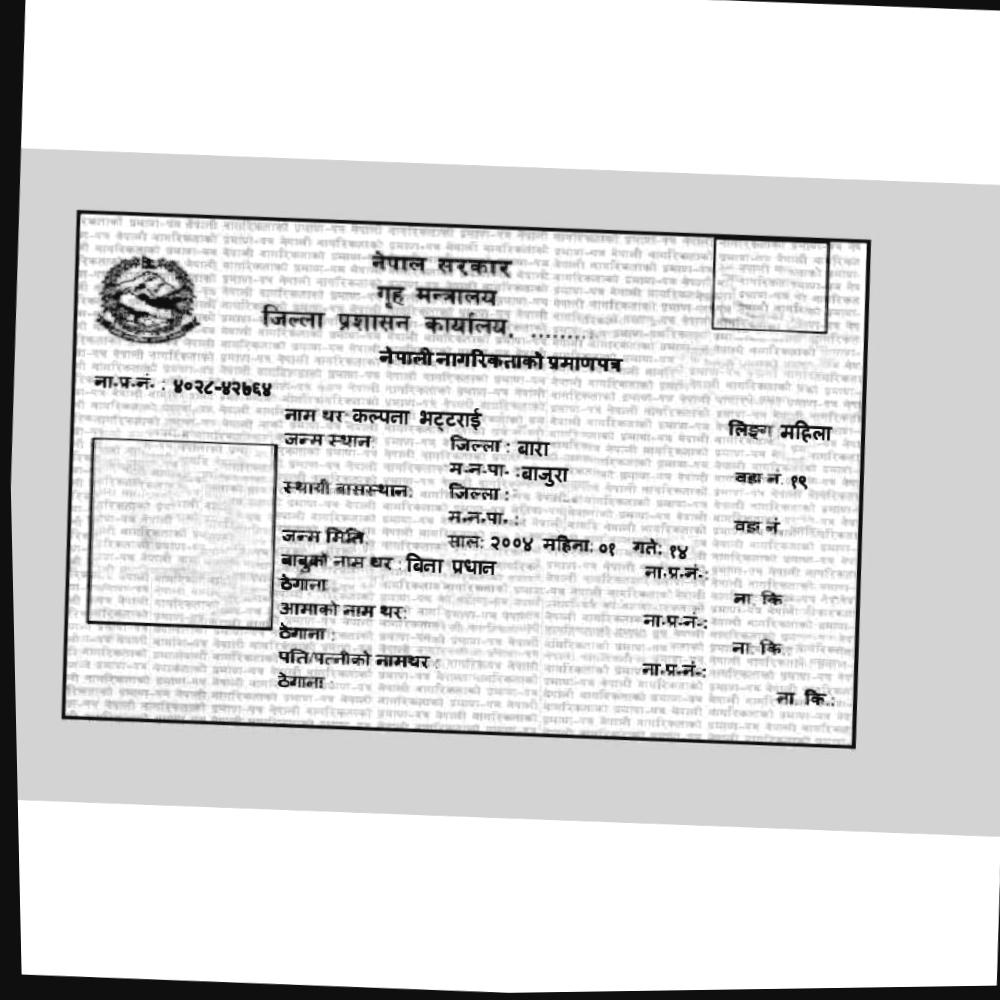 नेपाल सरकार
गृह मन्त्रालय
जिल्ला प्रशासन कार्यालय, .........
नेपाली नागरिकताको प्रमाणपत्र
ना.प्र.नं. : ४०२८-४२७६४
नाम थर: कल्पना भट्टराई लिङ्ग महिला
जन्म स्थान: जिल्ला : बारा
म.न.पा. :बाजुरा वडा नं. १९
स्थायी बासस्थान: जिल्ला :
म.न.पा. : वडा नं.
जन्म मिति: साल: २००४ महिना: ०१ गते: १४
बाबुको नाम थर : बिना प्रधान ना.प्र.नं.:
ठेगाना ना. कि
आमाको नाम थर: ना.प्र.नं.:
ठेगाना : ना. कि.:
पति/पत्नीको नामथर : ना.प्र.नं.:
ठेगाना : ना. कि.: